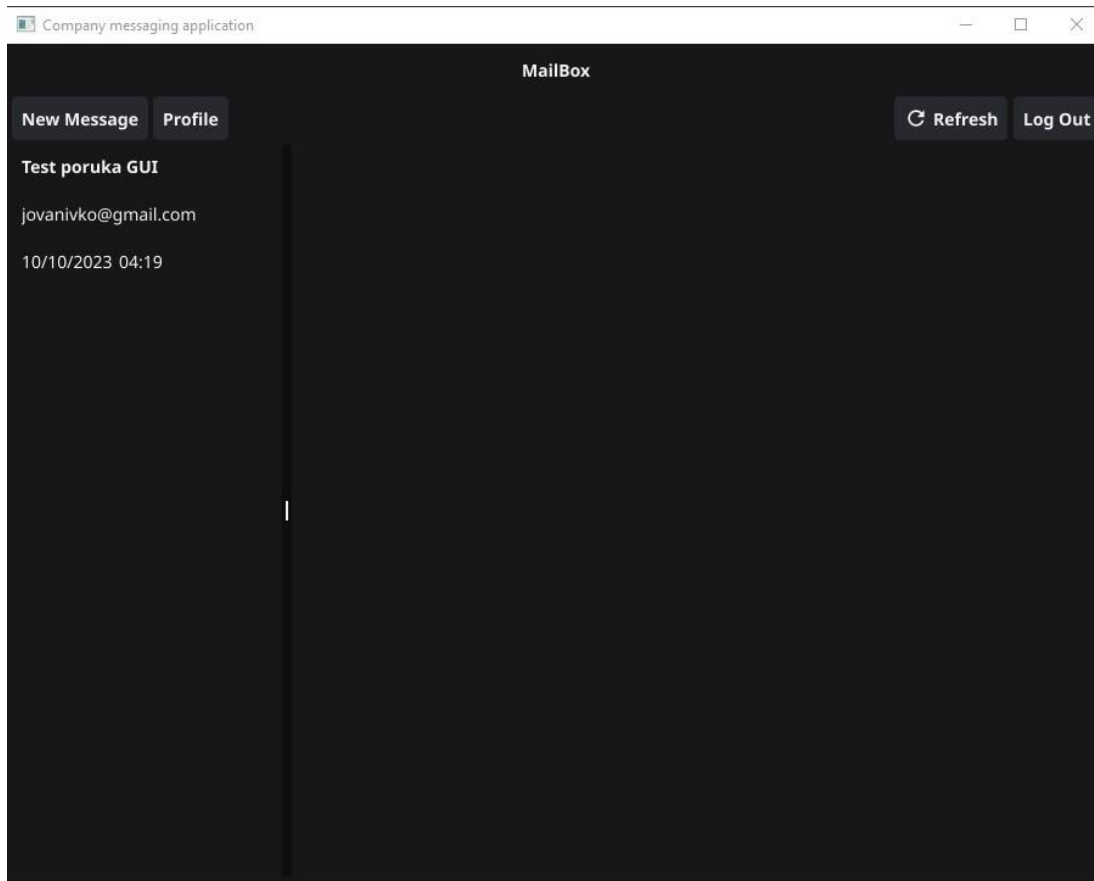 Company messaging application
MailBox
New Message Profile Refresh Log Out
Test poruka GUI
jovanivko@gmail.com
10/10/2023 04:19